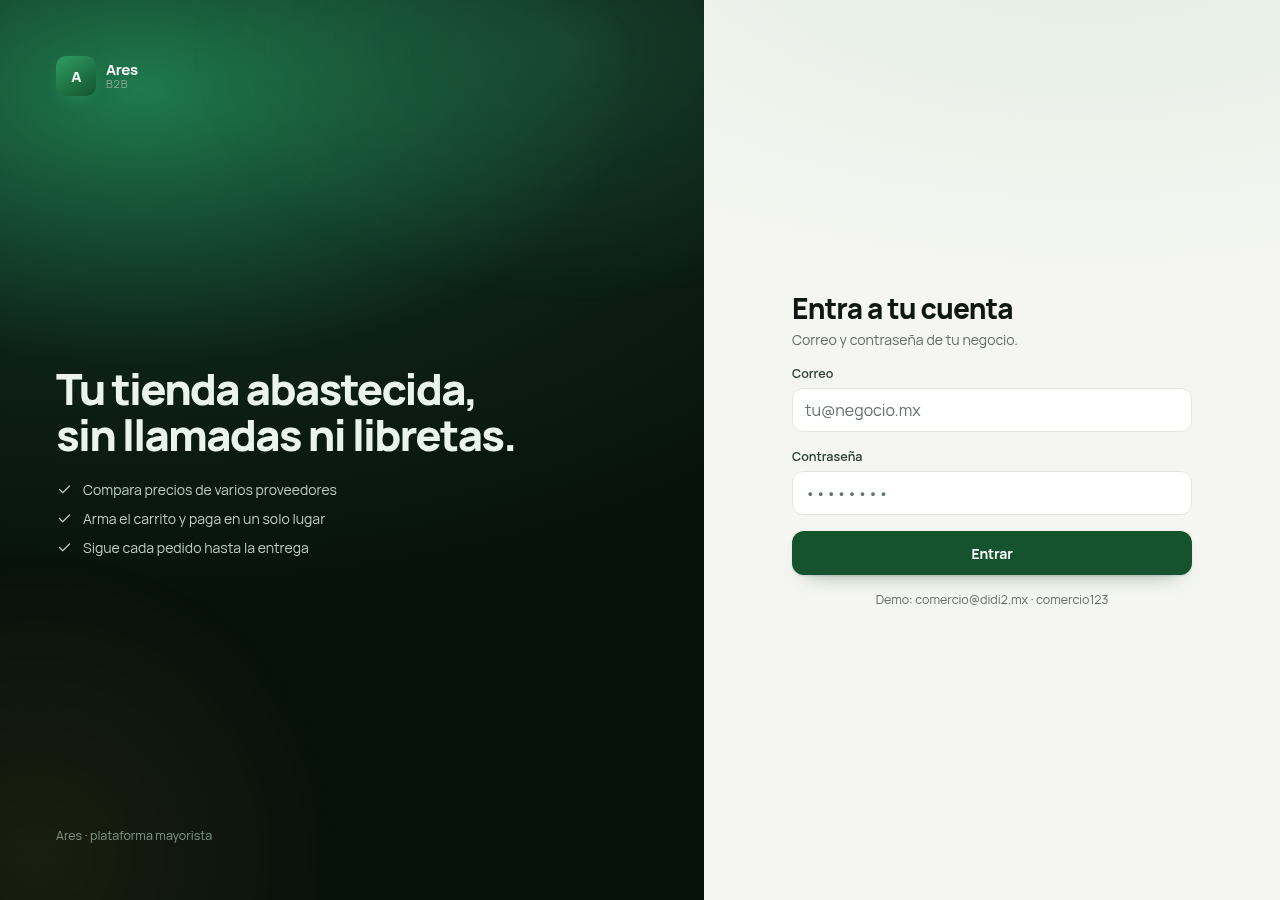 A
Ares
B2B
Tu tienda abastecida,
sin llamadas ni libretas.
Compara precios de varios proveedores
Arma el carrito y paga en un solo lugar
Sigue cada pedido hasta la entrega
Ares · plataforma mayorista
Entra a tu cuenta
Correo y contraseña de tu negocio.
Correo
tu@negocio.mx
Contraseña
••••••••
Entrar
Demo: comercio@didi2.mx · comercio123